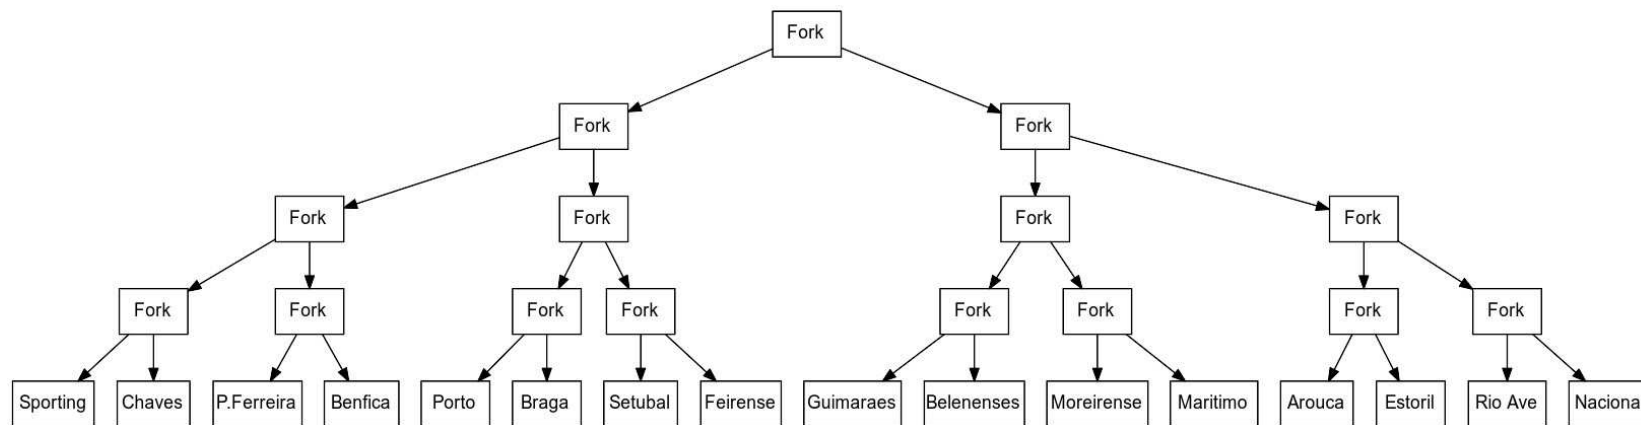 Fork
Fork Fork
Fork Fork Fork Fork
Fork Fork Fork Fork Fork Fork Fork Fork
Sporting Chaves P.Ferreira Benfica Porto Braga Setubal Feirense Guimaraes Belenenses Moreirense Maritimo Arouca Estoril Rio Ave Naciona